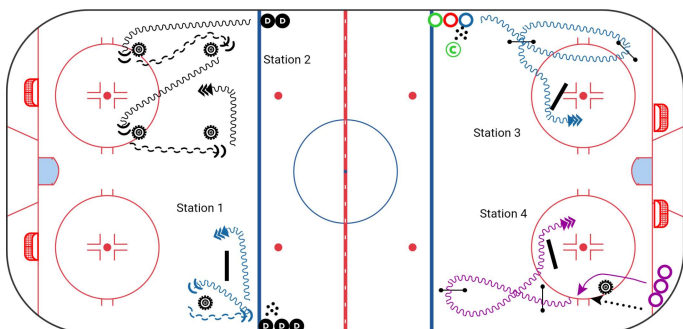 D D
Station 2
C
Station 3
Station 1
Station 4
D D D